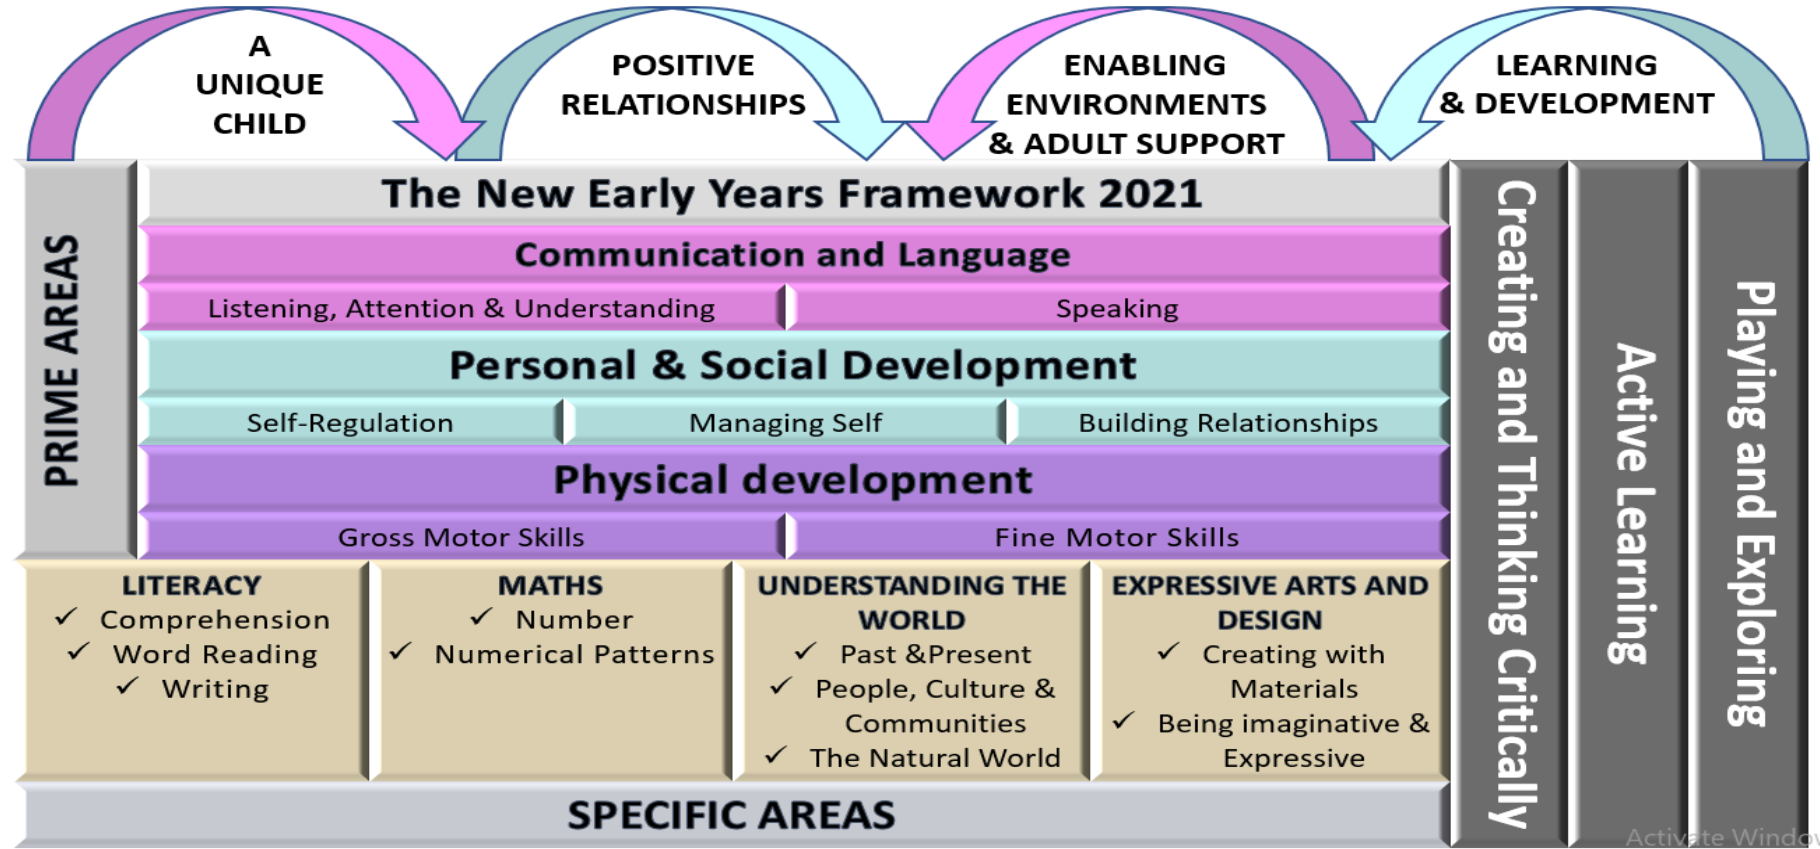 A
UNIQUE
CHILD
POSITIVE
RELATIONSHIPS
ENABLING
ENVIRONMENTS
& ADULT SUPPORT
LEARNING
& DEVELOPMENT
PRIME AREAS
The New Early Years Framework 2021
Communication and Language
Listening, Attention & Understanding
Speaking
Personal & Social Development
Self-Regulation
Managing Self
Building Relationships
Physical development
Gross Motor Skills
Fine Motor Skills
LITERACY
✓ Comprehension
✓ Word Reading
✓ Writing
MATHS
✓ Number
✓ Numerical Patterns
UNDERSTANDING THE
WORLD
✓ Past &Present
✓ People, Culture &
Communities
✓ The Natural World
EXPRESSIVE ARTS AND
DESIGN
✓ Creating with
Materials
✓ Being imaginative &
Expressive
SPECIFIC AREAS
Creating and Thinking Critically
Active Learning
Playing and Exploring
Activate Window